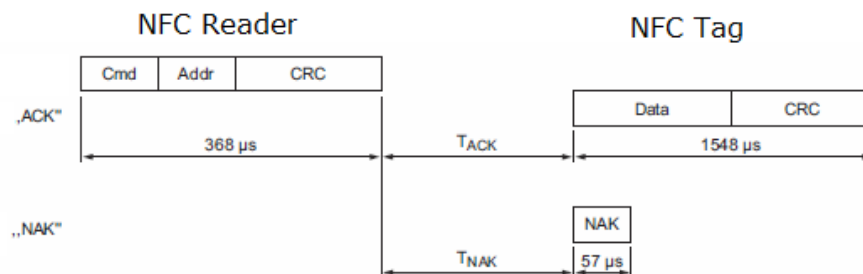 NFC Reader
NFC Tag
Cmd Addr CRC
‚ACK'"
Data CRC
368 µs
TACK
1548 µs
‚‚NAK'"
NAK
TNAK
57 µs